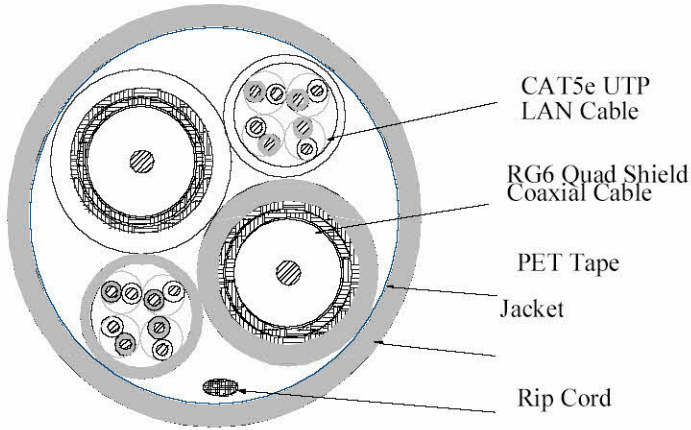 CAT5e UTP
LAN Cable
RG6 Quad Shield
Coaxial Cable
PET Tape
Jacket
Rip Cord